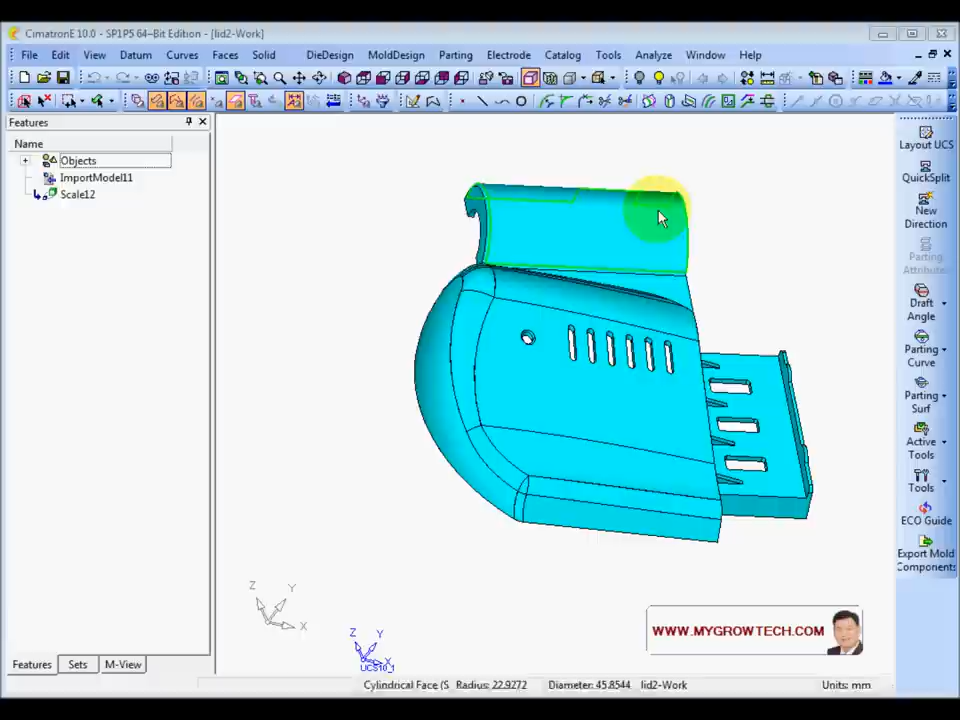 CimatronE 10.0 - SP1P5 64-Bit Edition - [lid2-Work]
File Edit View Datum Curves Faces Solid DieDesign MoldDesign Parting Electrode Catalog Tools Analyze Window Help
Features
Name
Objects
ImportModel11
Scale12
Layout UCS
QuickSplit
New
Direction
Parting
Attribute
Draft
Angle
Parting
Curve
Parting
Surf
Active
Tools
Tools
ECO Guide
Export Mold
Components
Z Y
X
Z Y
X
UCS10_1
WWW.MYGROWTECH.COM
Features Sets M-View
Cylindrical Face (S Radius: 22.9272 Diameter: 45.8544 lid2-Work Units: mm